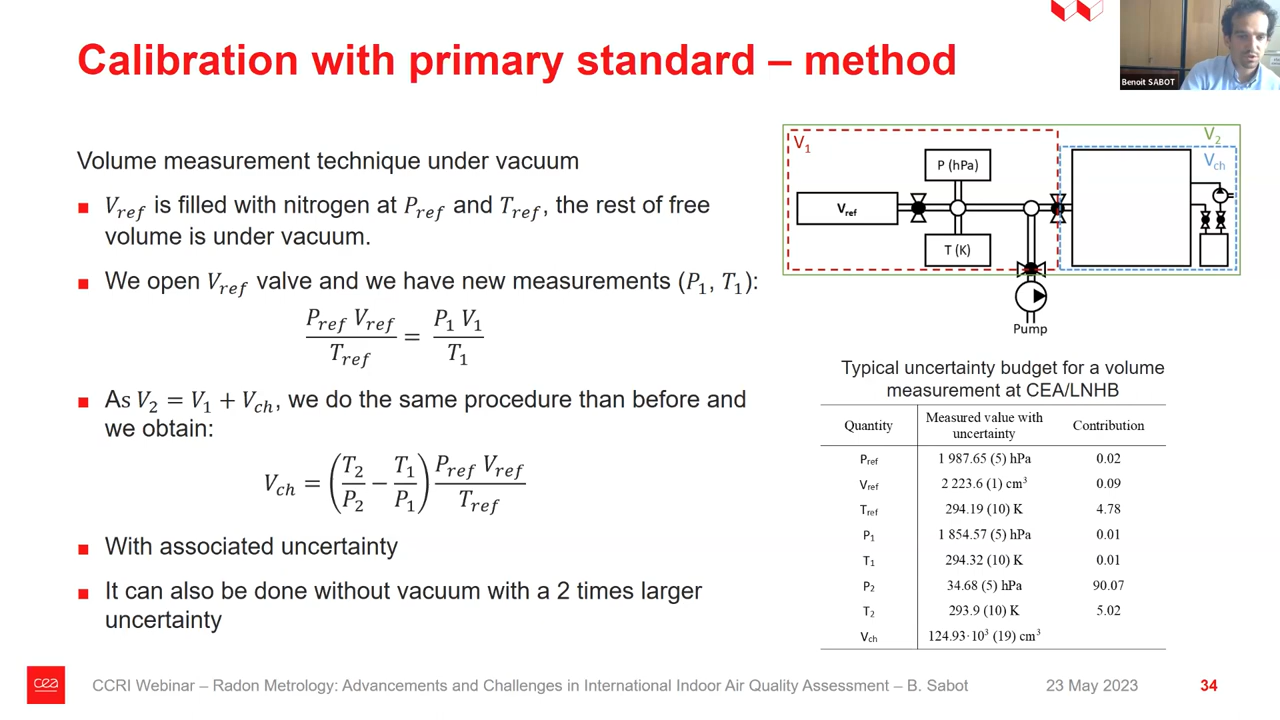 Calibration with primary standard – method
Benoit SABOT
Volume measurement technique under vacuum
V_ref is filled with nitrogen at P_ref and T_ref, the rest of free
volume is under vacuum.
We open V_ref valve and we have new measurements (P_1, T_1):
P_ref V_ref / T_ref = P_1 V_1 / T_1
As V_2 = V_1 + V_ch, we do the same procedure than before and
we obtain:
V_ch = (T_2 / P_2 − T_1 / P_1) P_ref V_ref / T_ref
With associated uncertainty
It can also be done without vacuum with a 2 times larger
uncertainty
V_1
V_2
V_ch
P (hPa)
V_ref
T (K)
Pump
Typical uncertainty budget for a volume
measurement at CEA/LNHB
Quantity Measured value with uncertainty Contribution
P_ref 1 987.65 (5) hPa 0.02
V_ref 2 223.6 (1) cm³ 0.09
T_ref 294.19 (10) K 4.78
P_1 1 854.57 (5) hPa 0.01
T_1 294.32 (10) K 0.01
P_2 34.68 (5) hPa 90.07
T_2 293.9 (10) K 5.02
V_ch 124.93·10³ (19) cm³
cea
CCRI Webinar – Radon Metrology: Advancements and Challenges in International Indoor Air Quality Assessment – B. Sabot
23 May 2023
34